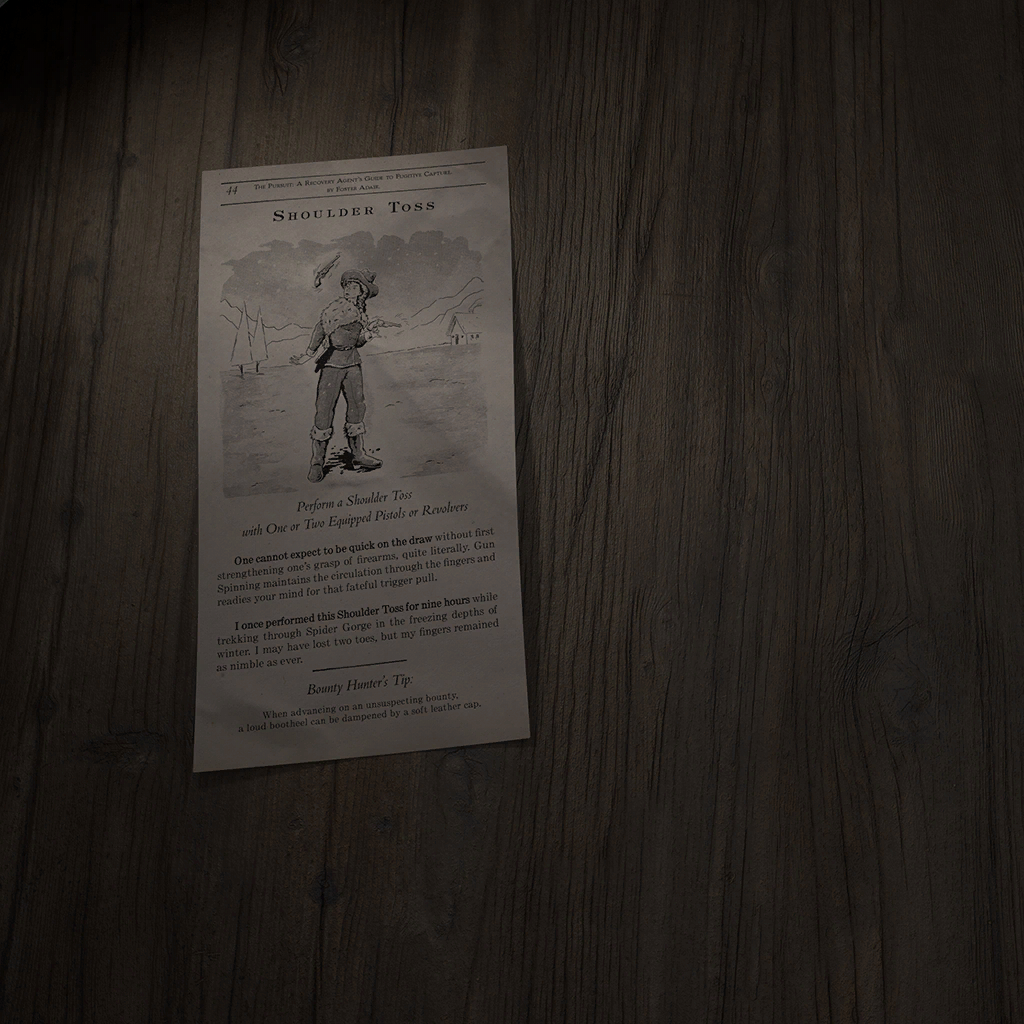 44 The Pursuit: A Recovery Agent's Guide to Fugitive Capture.
by Foster Adair.
Shoulder Toss
Perform a Shoulder Toss
with One or Two Equipped Pistols or Revolvers
One cannot expect to be quick on the draw without first
strengthening one's grasp of firearms, quite literally. Gun
Spinning maintains the circulation through the fingers and
readies your mind for that fateful trigger pull.
I once performed this Shoulder Toss for nine hours while
trekking through Spider Gorge in the freezing depths of
winter. I may have lost two toes, but my fingers remained
as nimble as ever.
Bounty Hunter's Tip:
When advancing on an unsuspecting bounty,
a loud bootheel can be dampened by a soft leather cap.